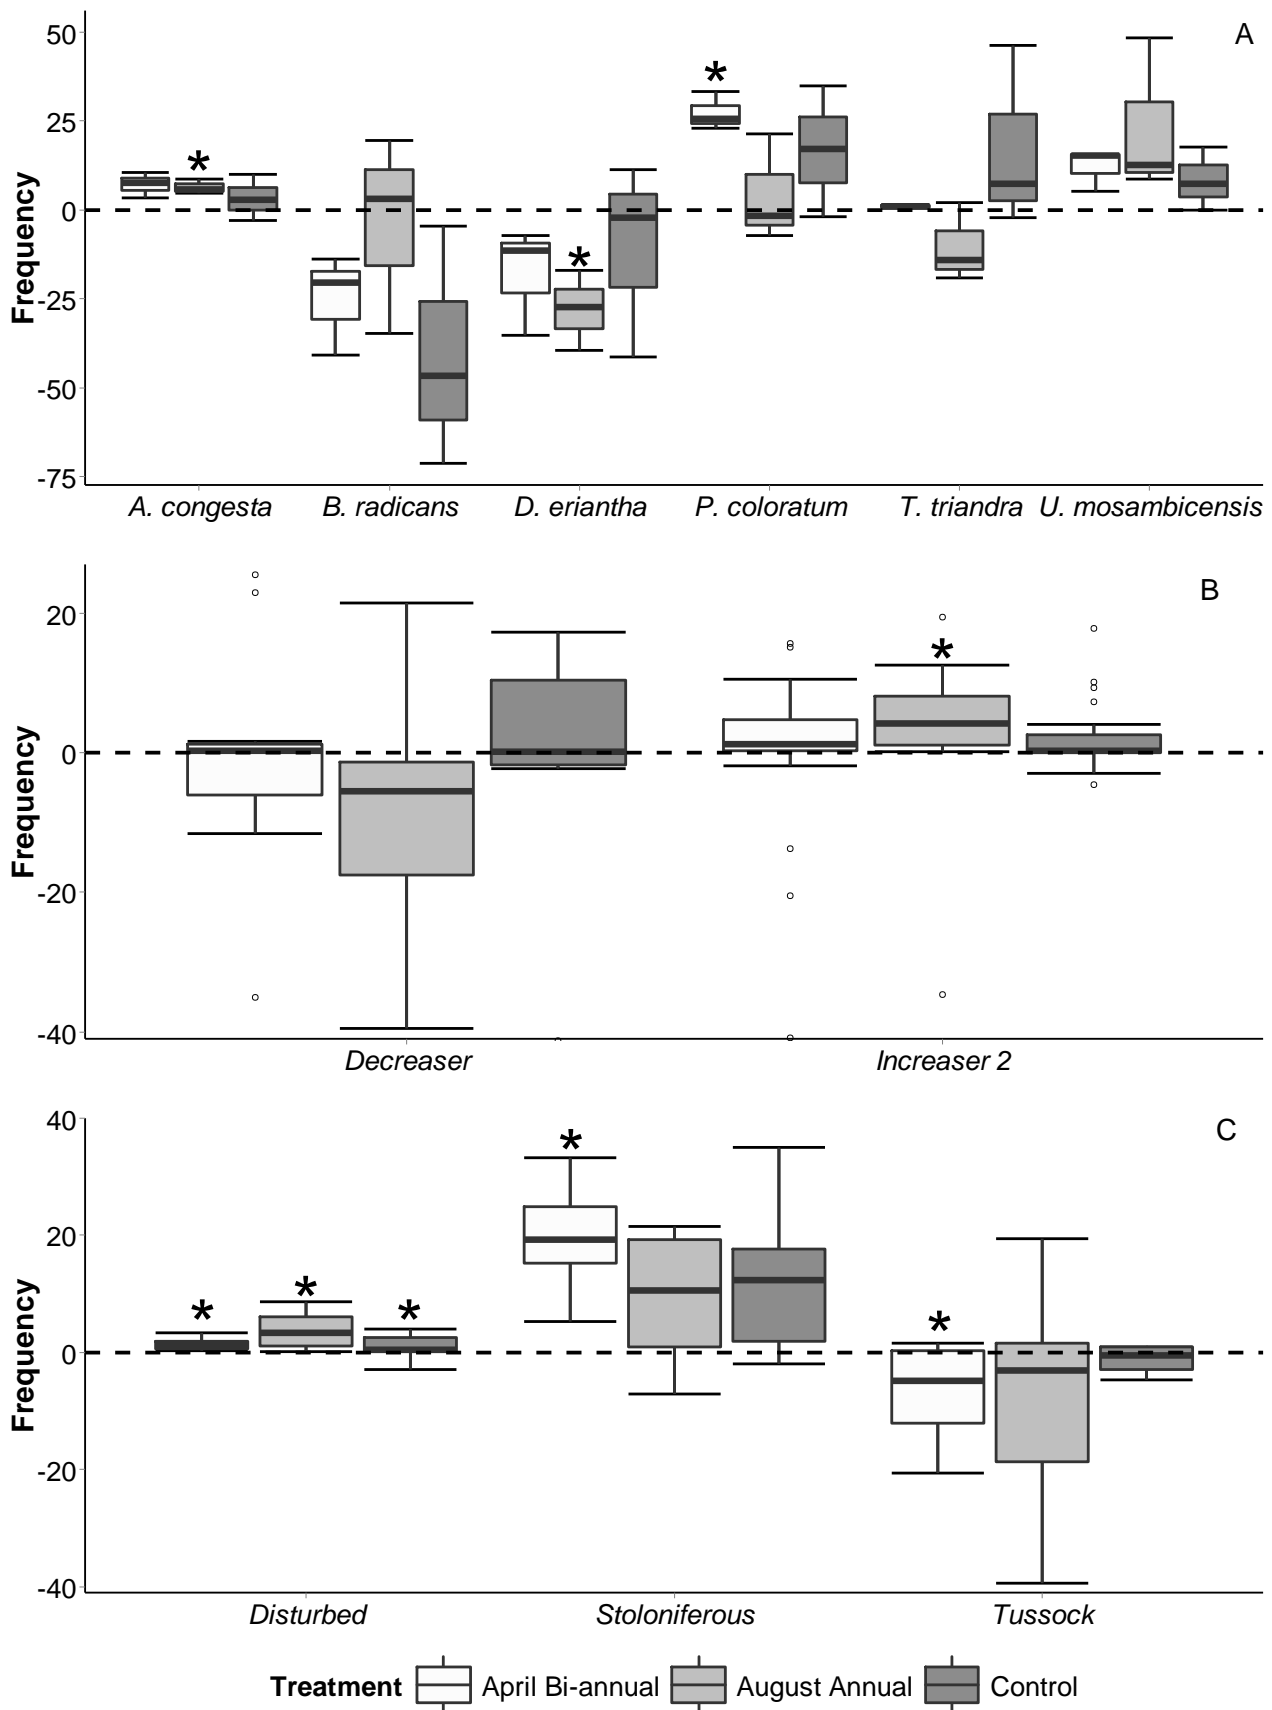 A
50
25
0
-25
-50
-75
Frequency
*
*
*
A. congesta B. radicans D. eriantha P. coloratum T. triandra U. mosambicensis
B
20
0
-20
-40
Frequency
*
Decreaser Increaser 2
C
40
20
0
-20
-40
Frequency
*
*
*
*
*
Disturbed Stoloniferous Tussock
Treatment April Bi-annual August Annual Control